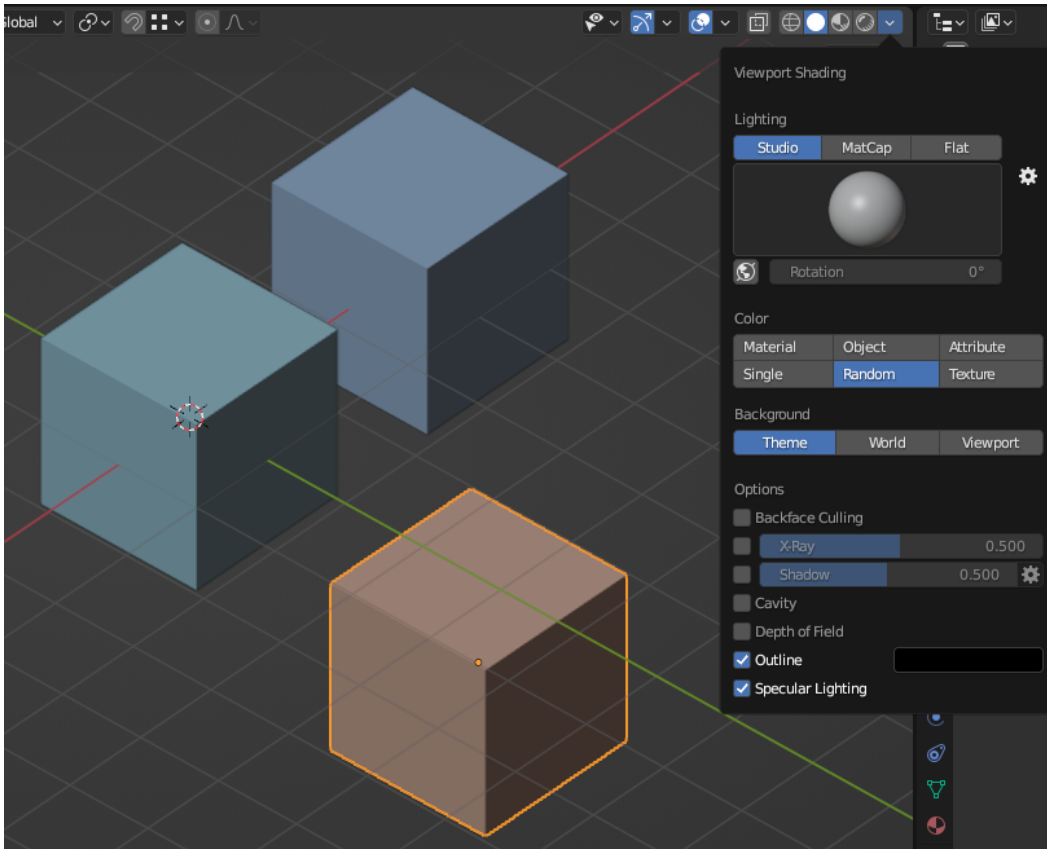 Global
Viewport Shading
Lighting
Studio MatCap Flat
Rotation 0°
Color
Material Object Attribute
Single Random Texture
Background
Theme World Viewport
Options
Backface Culling
X-Ray 0.500
Shadow 0.500
Cavity
Depth of Field
Outline
Specular Lighting